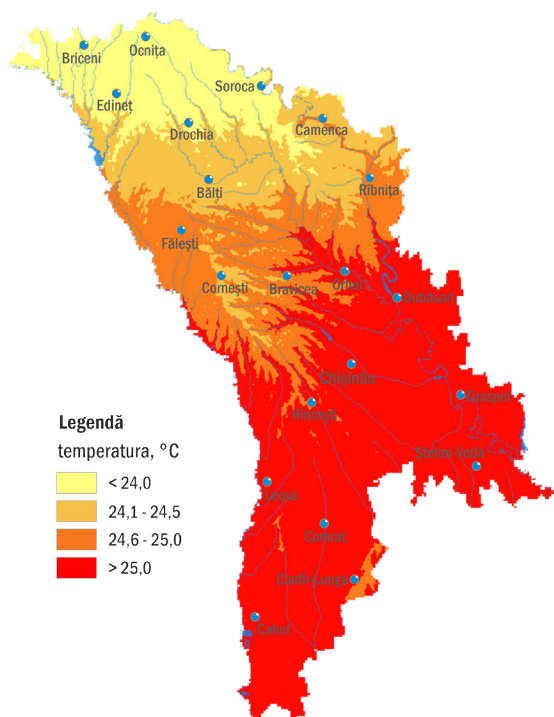 Ocnița
Briceni
Soroca
Edineț
Camenca
Drochia
Bălți
Rîbnița
Fălești
Cornești
Bravicea
Orhei
Dubăsari
Chișinău
Tiraspol
Hîncești
Ștefan-Vodă
Leova
Comrat
Ciadîr-Lunga
Cahul
Legendă
temperatura, °C
< 24,0
24,1 - 24,5
24,6 - 25,0
> 25,0